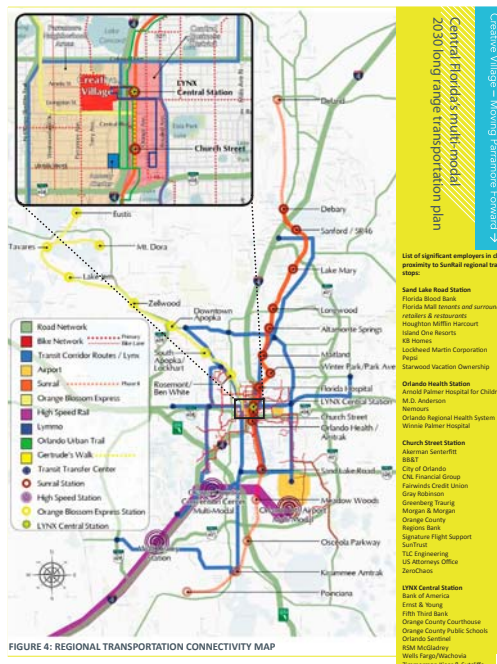 Creative Village – Moving Parramore Forward →
Central Florida's multi-modal
2030 long range transportation plan
Creative
Village
LYNX
Central Station
Church Street
Deland
Debary
Sanford / SR46
Lake Mary
Longwood
Altamonte Springs
Maitland
Winter Park/Park Ave
Florida Hospital
LYNX Central Station
Church Street
Orlando Health /
Amtrak
Sand Lake Road
Meadow Woods
Osceola Parkway
Kissimmee Amtrak
Poinciana
Eustis
Tavares
Mt. Dora
Zellwood
Downtown
Apopka
South
Apopka/
Lockhart
Rosemont/
Ben White
Multi-Modal
Station
Road Network
Bike Network
Primary
Bike Lane
Transit Corridor Routes / Lynx
Airport
Sunrail
Phase II
Orange Blossom Express
High Speed Rail
Lymmo
Orlando Urban Trail
Gertrude's Walk
Transit Transfer Center
Sunrail Station
High Speed Station
Orange Blossom Express Station
LYNX Central Station
FIGURE 4: REGIONAL TRANSPORTATION CONNECTIVITY MAP
List of significant employers in cl
proximity to SunRail regional tra
stops:
Sand Lake Road Station
Florida Blood Bank
Florida Mall tenants and surroun
retailers & restaurants
Houghton Mifflin Harcourt
Island One Resorts
KB Homes
Lockheed Martin Corporation
Pepsi
Starwood Vacation Ownership
Orlando Health Station
Arnold Palmer Hospital for Childr
M.D. Anderson
Nemours
Orlando Regional Health System
Winnie Palmer Hospital
Church Street Station
Akerman Senterfitt
BB&T
City of Orlando
CNL Financial Group
Fairwinds Credit Union
Gray Robinson
Greenberg Traurig
Morgan & Morgan
Orange County
Regions Bank
Signature Flight Support
SunTrust
TLC Engineering
US Attorneys Office
ZeroChaos
LYNX Central Station
Bank of America
Ernst & Young
Fifth Third Bank
Orange County Courthouse
Orange County Public Schools
Orlando Sentinel
RSM McGladrey
Wells Fargo/Wachovia